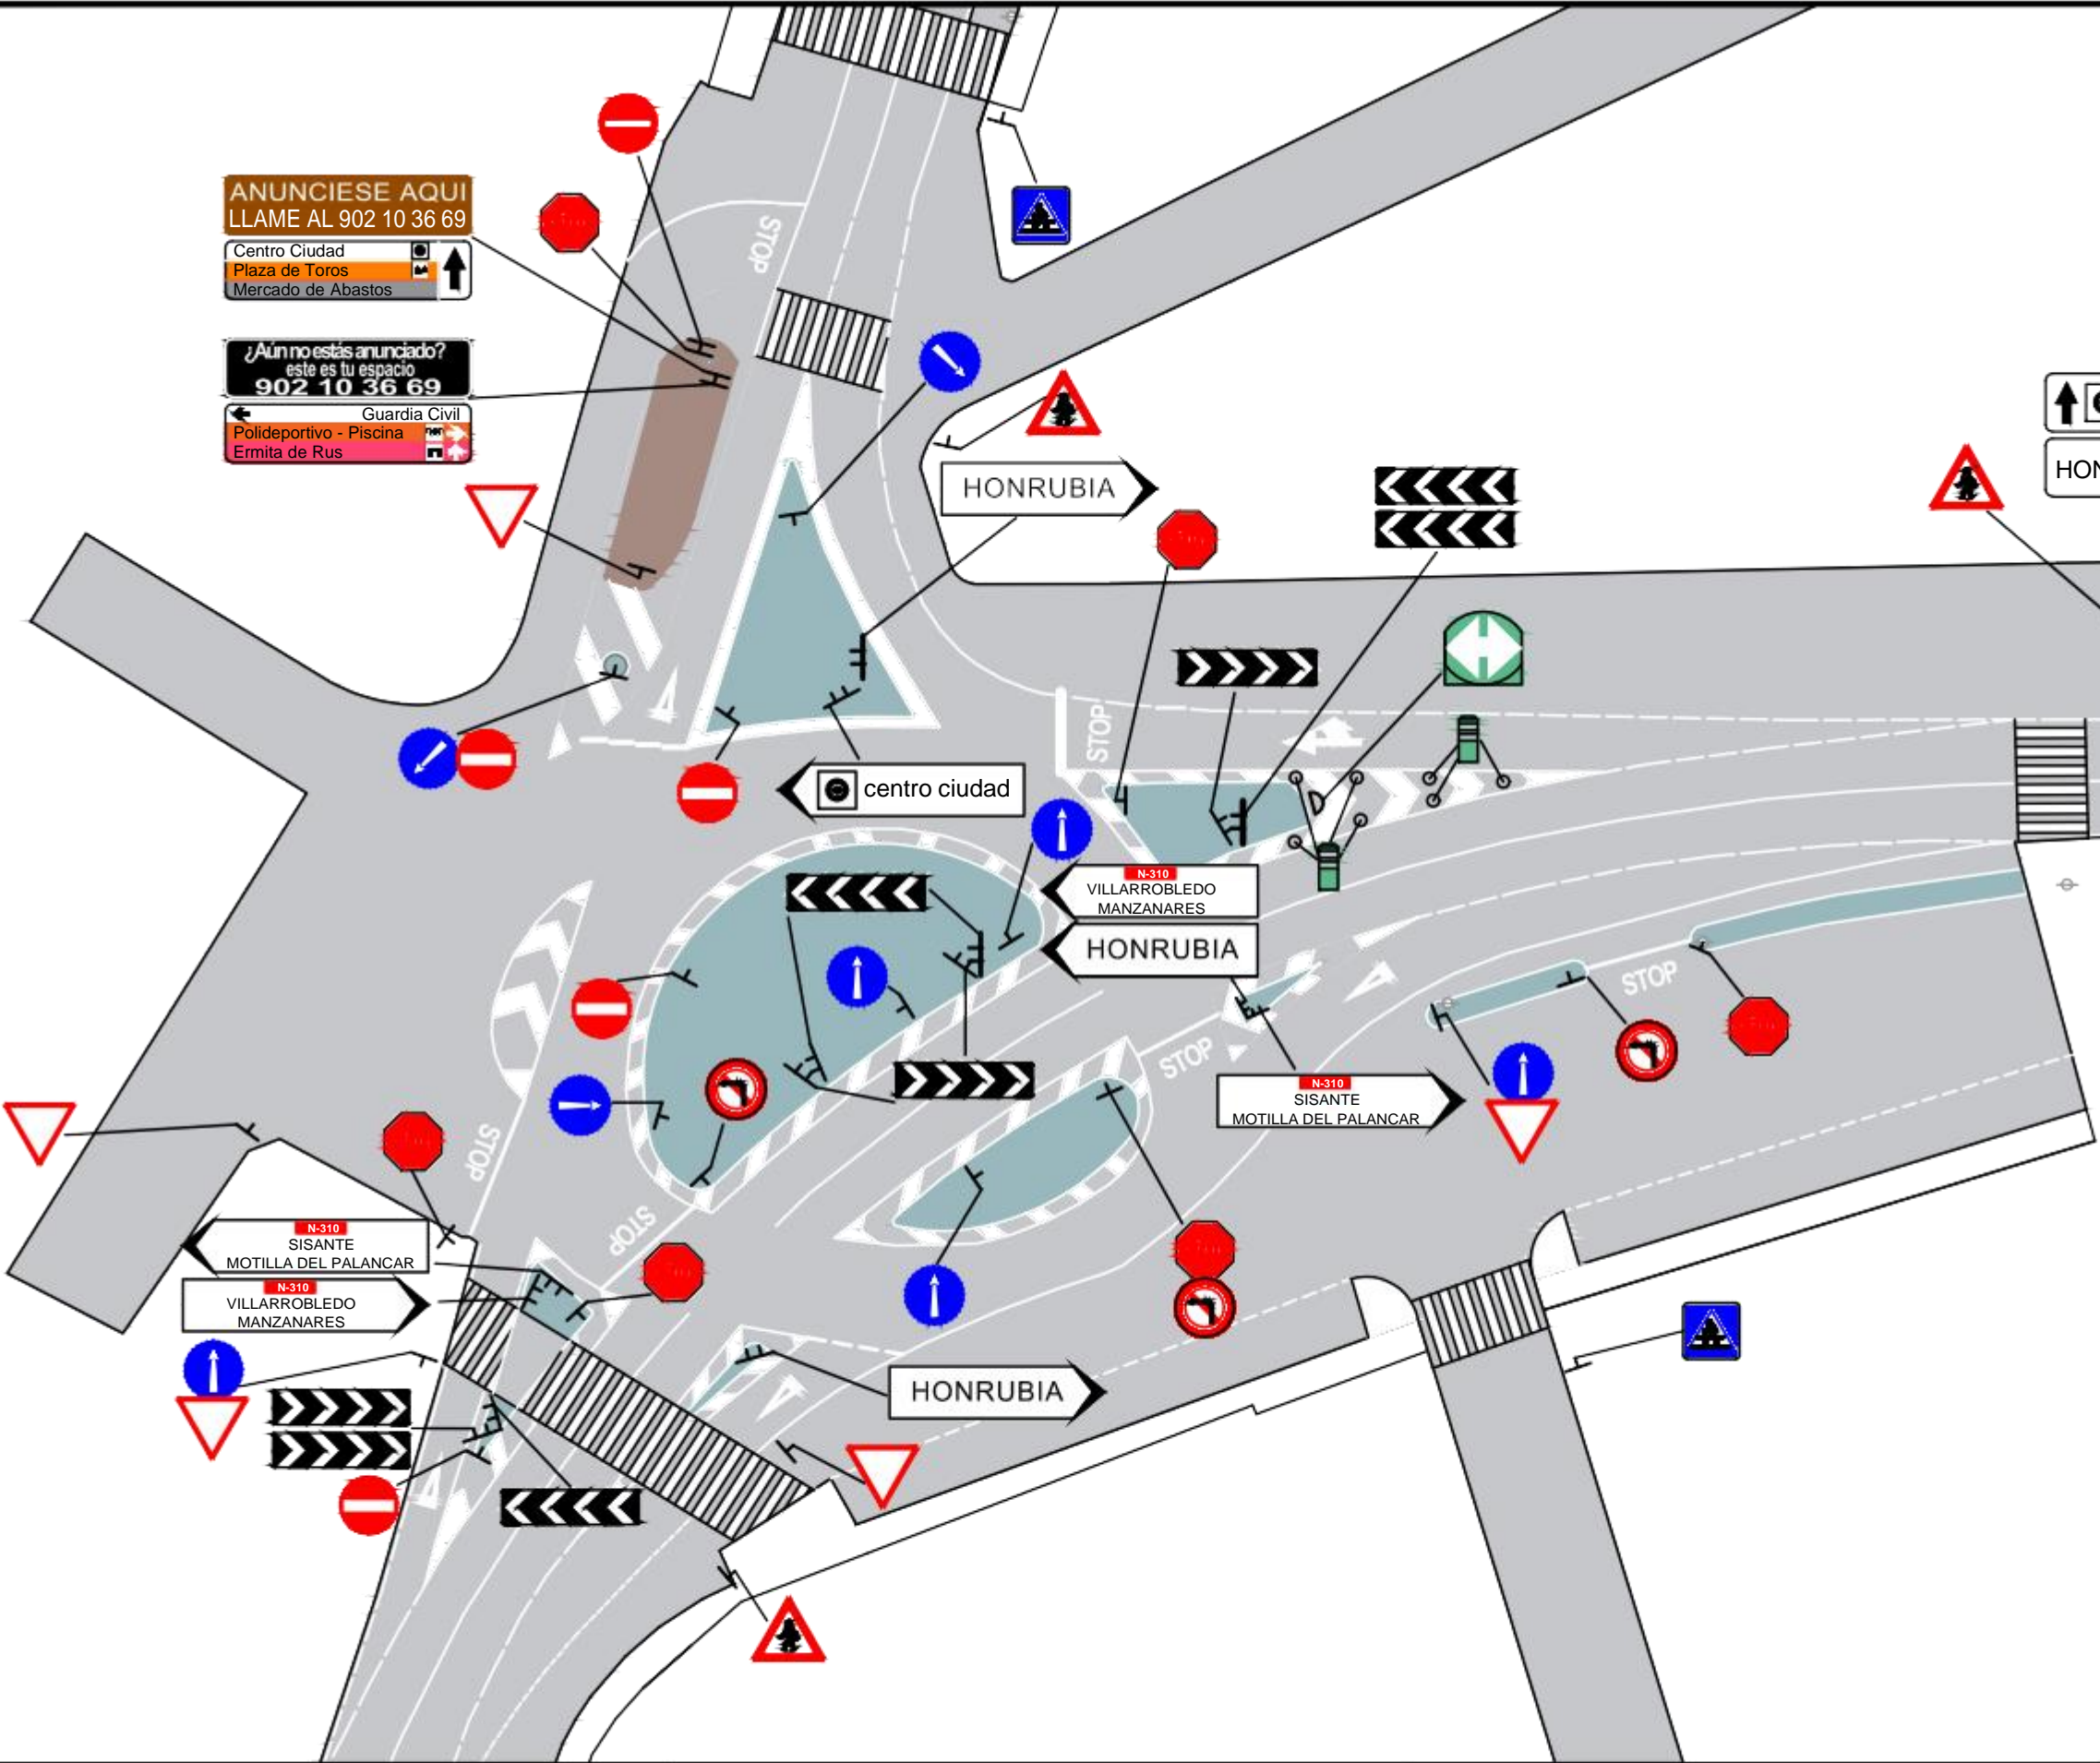 ANUNCIESE AQUI
LLAME AL 902 10 36 69
Centro Ciudad
Plaza de Toros
Mercado de Abastos
¿Aún no estás anunciado?
este es tu espacio
902 10 36 69
Guardia Civil
Polideportivo - Piscina
Ermita de Rus
STOP
HONRUBIA
HON
STOP
centro ciudad
N-310
VILLARROBLEDO
MANZANARES
HONRUBIA
STOP
STOP
N-310
SISANTE
MOTILLA DEL PALANCAR
STOP
STOP
N-310
SISANTE
MOTILLA DEL PALANCAR
N-310
VILLARROBLEDO
MANZANARES
HONRUBIA